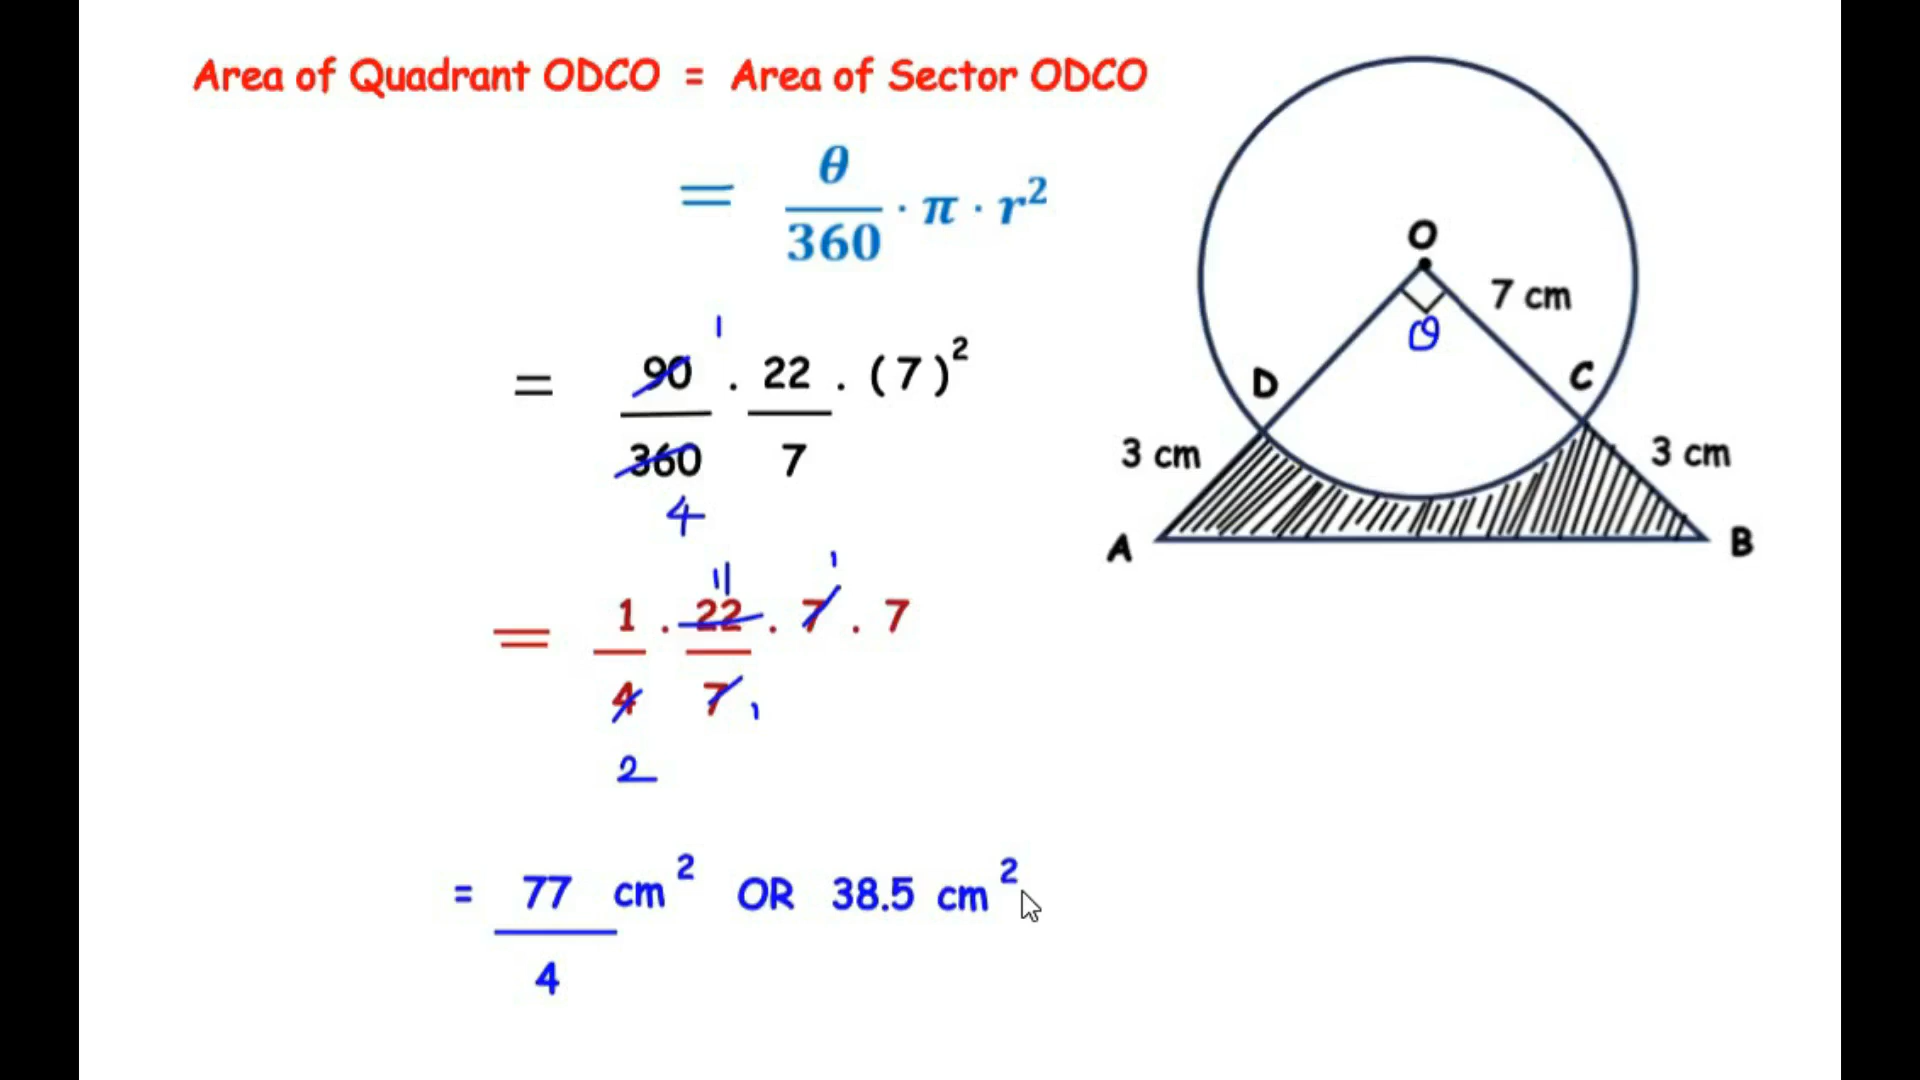 Area of Quadrant ODCO = Area of Sector ODCO
= θ/360 · π · r²
1
= 90/360 . 22/7 . (7)²
4
11 1
= 1/4 . 22/7 . 7 . 7
1
2
= 77/4 cm² OR 38.5 cm²
O
7 cm
θ
D C
3 cm 3 cm
A B